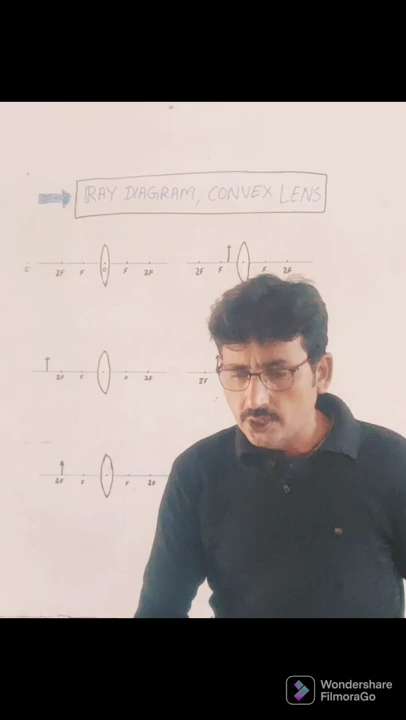 RAY DIAGRAM, CONVEX LENS
C 2F F O F 2F
2F F F 2F
2F F F 2F
2F
2F F F 2F
Wondershare
FilmoraGo